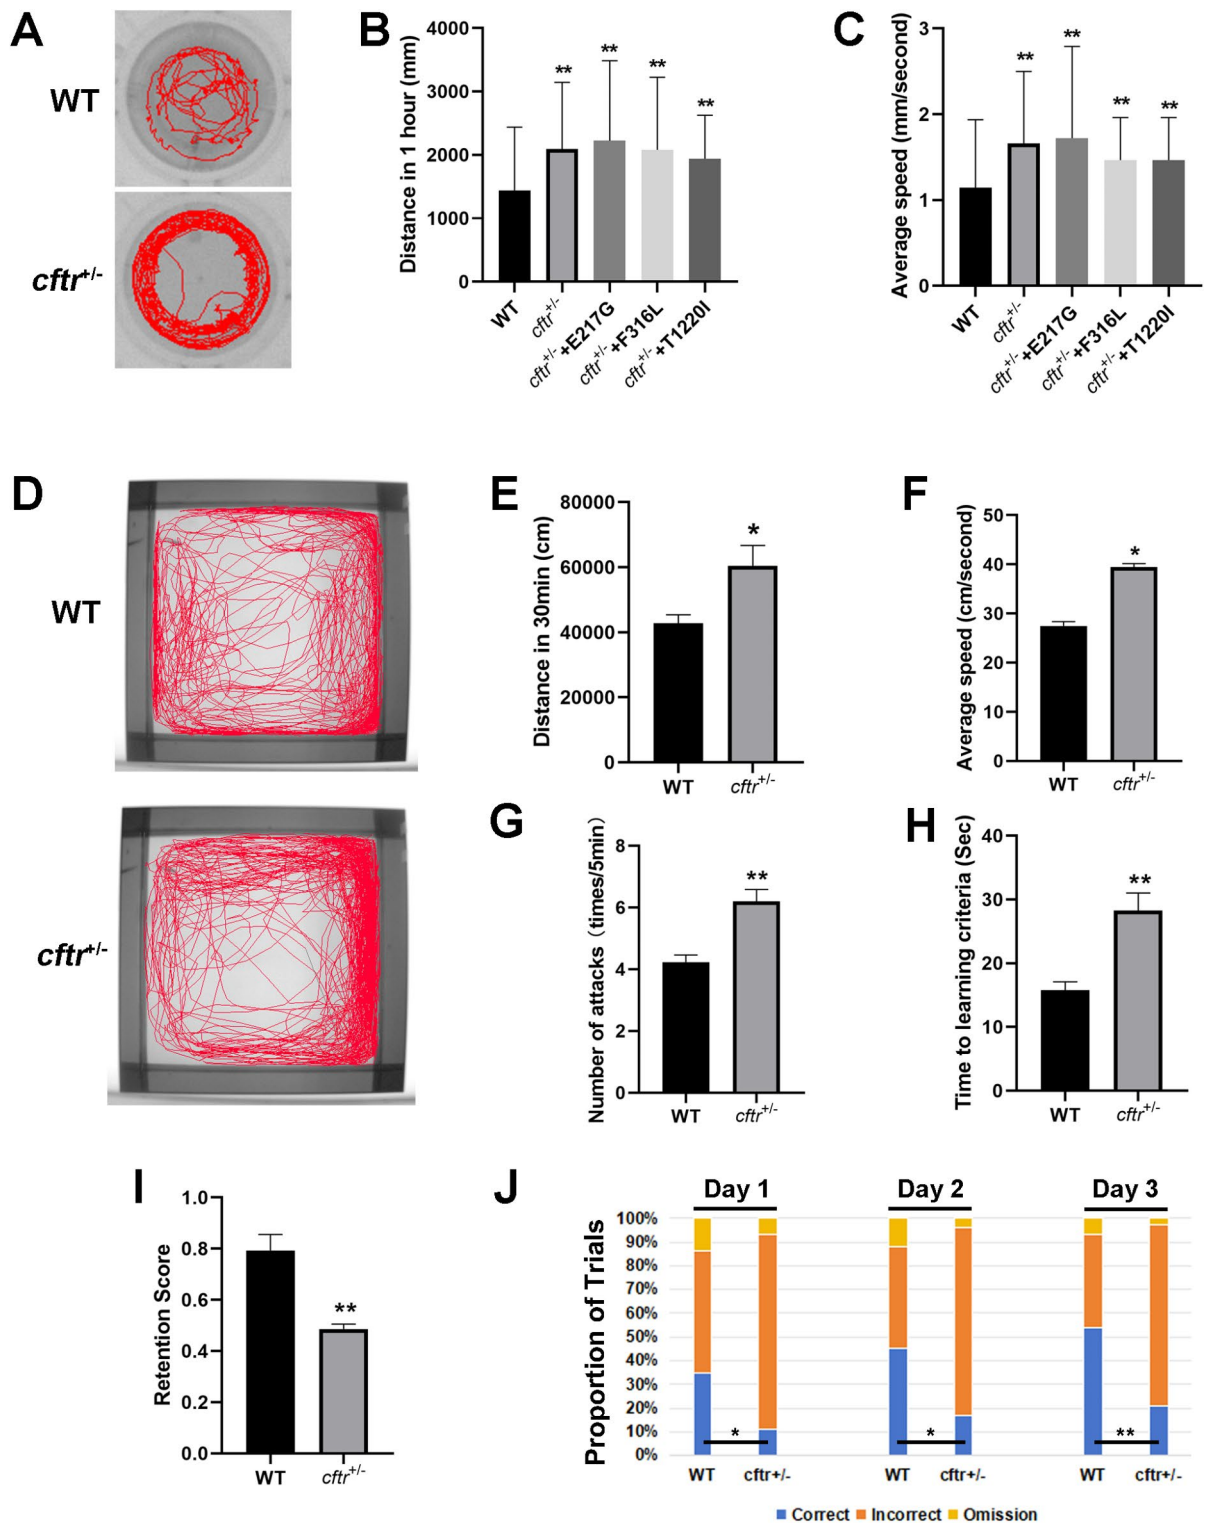 A
WT
cftr+/-
B
Distance in 1 hour (mm)
4000
3000
2000
1000
0
**
**
**
**
WT
cftr+/-
cftr+/-+E217G
cftr+/-+F316L
cftr+/-+T1220I
C
Average speed (mm/second)
3
2
1
0
**
**
**
**
WT
cftr+/-
cftr+/-+E217G
cftr+/-+F316L
cftr+/-+T1220I
D
WT
cftr+/-
E
Distance in 30min (cm)
80000
60000
40000
20000
0
*
WT
cftr+/-
F
Average speed (cm/second)
50
40
30
20
10
0
*
WT
cftr+/-
G
Number of attacks（times/5min）
8
6
4
2
0
**
WT
cftr+/-
H
Time to learning criteria (Sec)
40
30
20
10
0
**
WT
cftr+/-
I
Retention Score
1.0
0.8
0.6
0.4
0.2
0.0
**
WT
cftr+/-
J
Day 1 Day 2 Day 3
Proportion of Trials
100%
90%
80%
70%
60%
50%
40%
30%
20%
10%
0%
* * **
WT cftr+/- WT cftr+/- WT cftr+/-
Correct Incorrect Omission